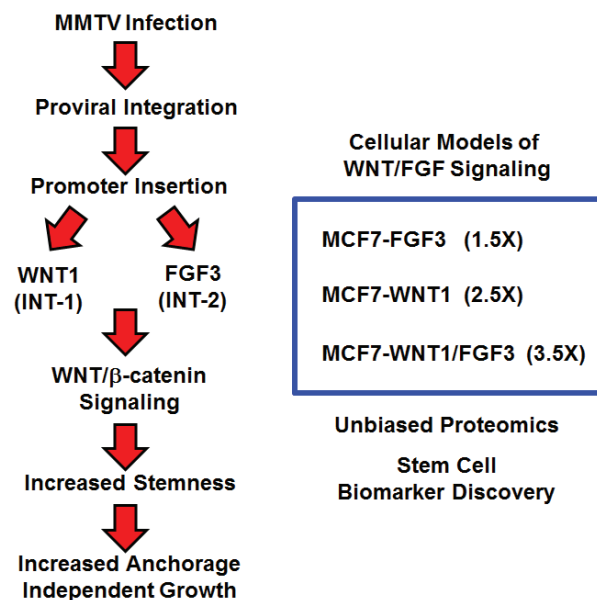 MMTV Infection
Proviral Integration
Promoter Insertion
WNT1
(INT-1)
FGF3
(INT-2)
WNT/β-catenin
Signaling
Increased Stemness
Increased Anchorage
Independent Growth
Cellular Models of
WNT/FGF Signaling
MCF7-FGF3 (1.5X)
MCF7-WNT1 (2.5X)
MCF7-WNT1/FGF3 (3.5X)
Unbiased Proteomics
Stem Cell
Biomarker Discovery